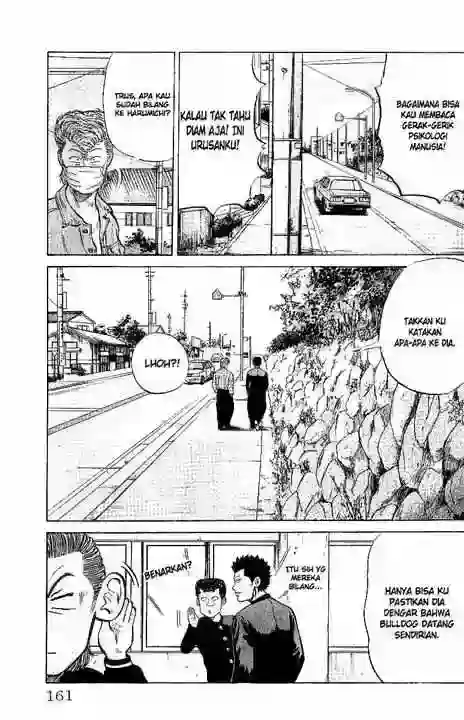 BAGAIMANA BISA
KAU MEMBACA
GERAK-GERIK
PSIKOLOGI
MANUSIA!
KALAU TAK TAHU
DIAM AJA! INI
URUSANKU!
TRUS, APA KAU
SUDAH BILANG
KE HARUMICHI?
TAKKAN KU
KATAKAN
APA-APA KE DIA.
LHOH?!
HANYA BISA KU
PASTIKAN DIA
DENGAR BAHWA
BULLDOG DATANG
SENDIRIAN.
ITU SIH YG
MEREKA
BILANG...
BENARKAN?
161